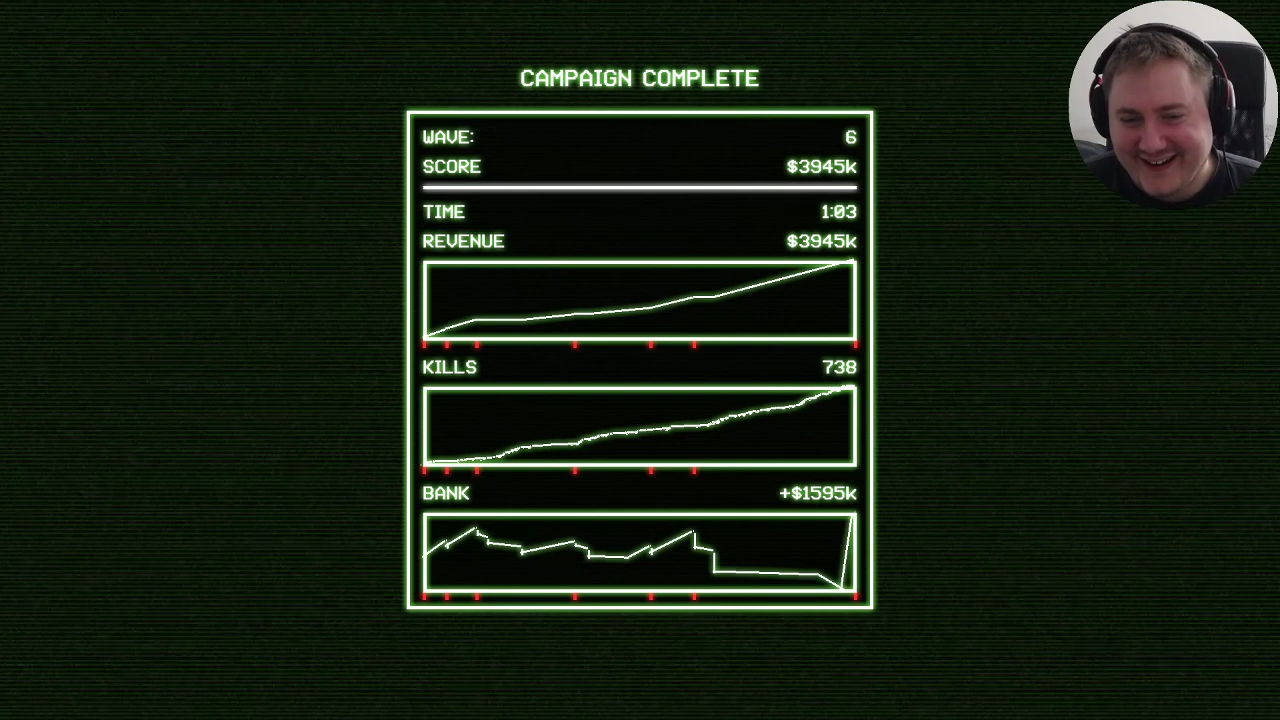 CAMPAIGN COMPLETE
WAVE: 6
SCORE $3945k
TIME 1:03
REVENUE $3945k
KILLS 738
BANK +$1595k